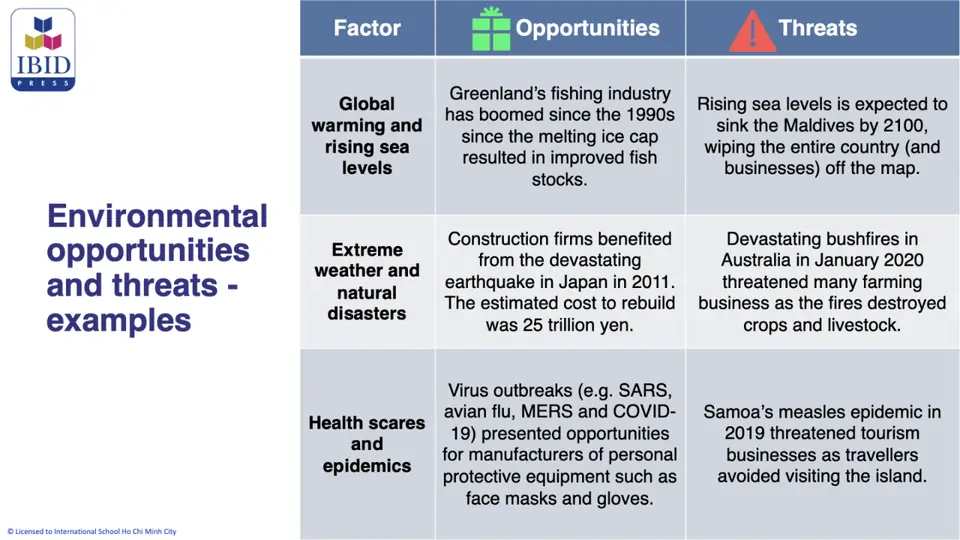 IBID
PRESS
Environmental
opportunities
and threats -
examples
Factor
Opportunities
Threats
Global
warming and
rising sea
levels
Greenland's fishing industry
has boomed since the 1990s
since the melting ice cap
resulted in improved fish
stocks.
Rising sea levels is expected to
sink the Maldives by 2100,
wiping the entire country (and
businesses) off the map.
Extreme
weather and
natural
disasters
Construction firms benefited
from the devastating
earthquake in Japan in 2011.
The estimated cost to rebuild
was 25 trillion yen.
Devastating bushfires in
Australia in January 2020
threatened many farming
business as the fires destroyed
crops and livestock.
Health scares
and
epidemics
Virus outbreaks (e.g. SARS,
avian flu, MERS and COVID-
19) presented opportunities
for manufacturers of personal
protective equipment such as
face masks and gloves.
Samoa's measles epidemic in
2019 threatened tourism
businesses as travellers
avoided visiting the island.
© Licensed to International School Ho Chi Minh City